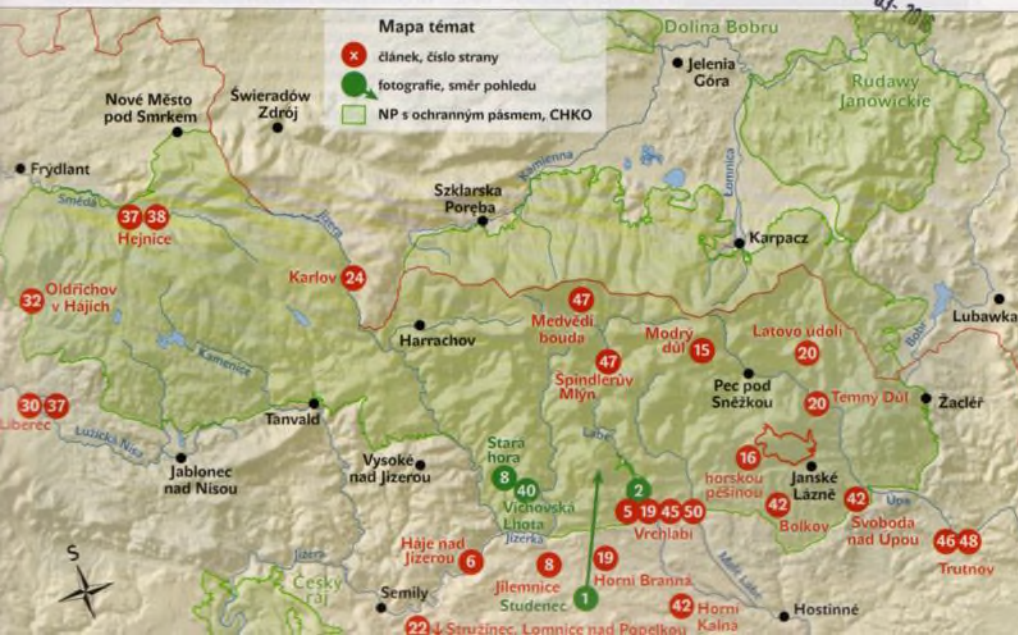 Mapa témat
x článek, číslo strany
fotografie, směr pohledu
NP s ochranným pásmem, CHKO
Dolina Bobru
Jelenia
Góra
Rudawy
Janowickie
Nové Město
pod Smrkem
Świeradów
Zdrój
Frýdlant
Smědá
37 38
Hejnice
Jizera
Kamienna
Łomnica
Szklarska
Poręba
Karpacz
Karlov 24
32 Oldřichov
v Hájích
47
Medvědí
bouda
Harrachov
Modrý
důl 15
Latovo údolí
20
Lubawka
Bóbr
Kamenice
47
Špindlerův
Mlýn
Pec pod
Sněžkou
20 Temný Důl
Žacléř
30 37
Liberec
Lužická Nisa
Tanvald
Jablonec
nad Nisou
Vysoké
nad Jizerou
Labe
Stará
hora
8 40
Víchovská
Lhota
2
16
horskou
pěšinou
Janské
Lázně
5 19 45 50
Vrchlabí
42
Bolkov
42
Svoboda
nad Úpou
Úpa
46 48
Trutnov
Jizerka
Jizera
Háje nad
Jizerou 6
8
Jilemnice
19
Horní Branná
Malé Labe
S
Český
ráj
Semily
Studenec 1
42 Horní
Kalná
Hostinné
22 Stružinec, Lomnice nad Popelkou